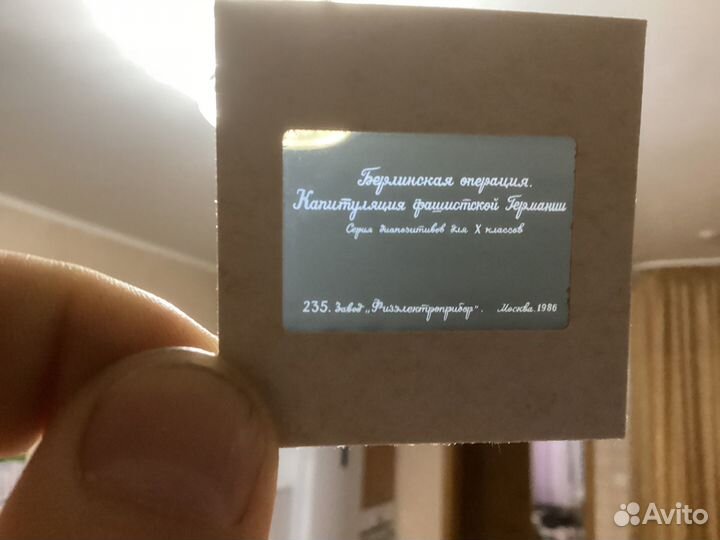 Берлинская операция.
Капитуляция фашистской Германии
Серия диапозитивов для X классов
235. Завод „Физэлектроприбор". Москва. 1986
Avito